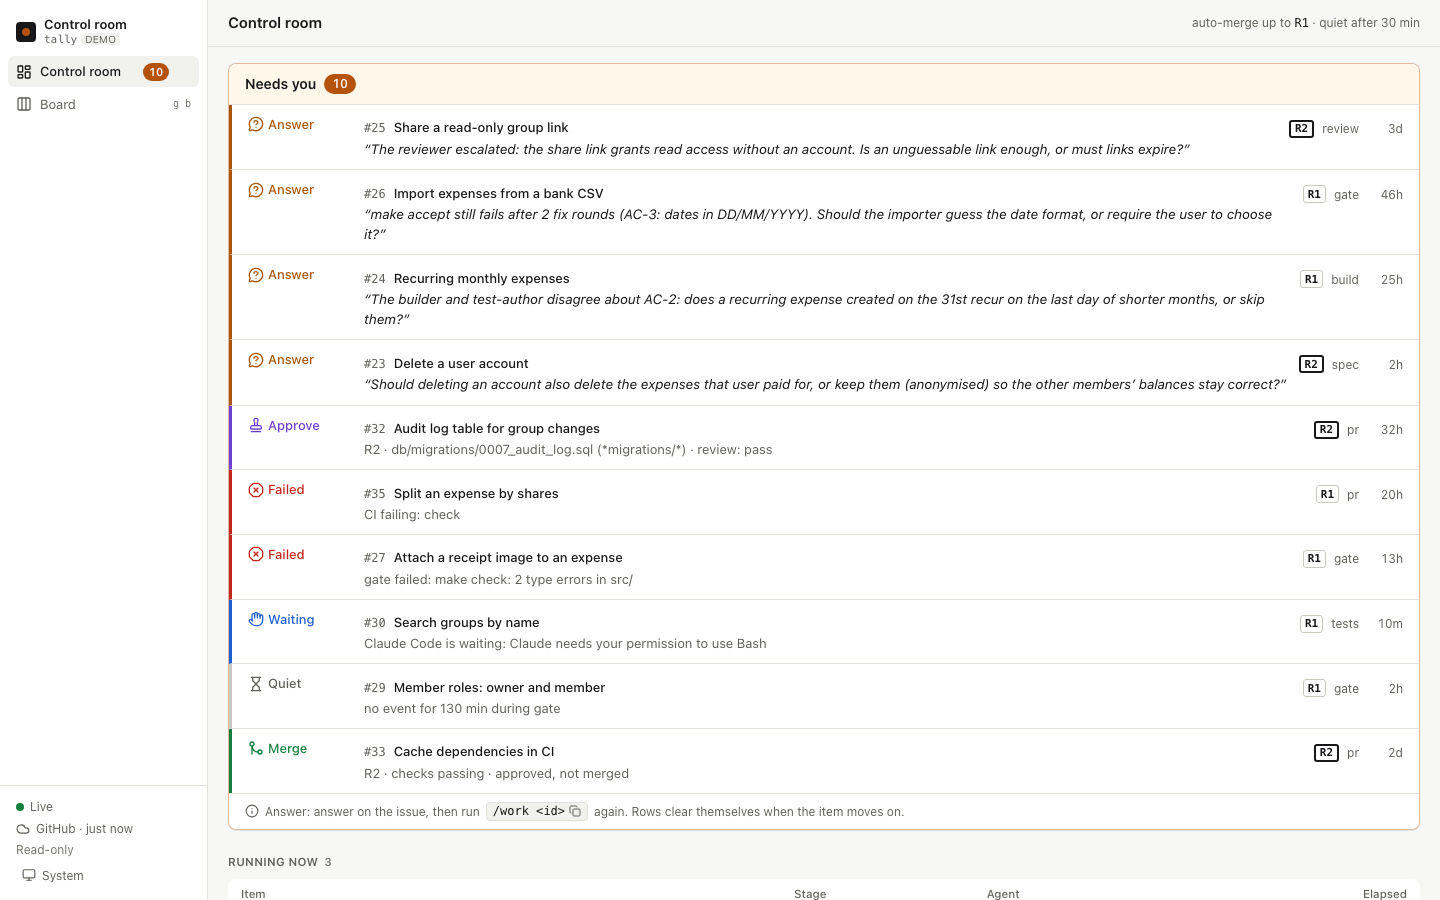 Control room
tally DEMO
Control room 10
Board g b
Live
GitHub · just now
Read-only
System
Control room
auto-merge up to R1 · quiet after 30 min
Needs you 10
Answer #25 Share a read-only group link R2 review 3d
“The reviewer escalated: the share link grants read access without an account. Is an unguessable link enough, or must links expire?”
Answer #26 Import expenses from a bank CSV R1 gate 46h
“make accept still fails after 2 fix rounds (AC-3: dates in DD/MM/YYYY). Should the importer guess the date format, or require the user to choose
it?”
Answer #24 Recurring monthly expenses R1 build 25h
“The builder and test-author disagree about AC-2: does a recurring expense created on the 31st recur on the last day of shorter months, or skip
them?”
Answer #23 Delete a user account R2 spec 2h
“Should deleting an account also delete the expenses that user paid for, or keep them (anonymised) so the other members’ balances stay correct?”
Approve #32 Audit log table for group changes R2 pr 32h
R2 · db/migrations/0007_audit_log.sql (*migrations/*) · review: pass
Failed #35 Split an expense by shares R1 pr 20h
CI failing: check
Failed #27 Attach a receipt image to an expense R1 gate 13h
gate failed: make check: 2 type errors in src/
Waiting #30 Search groups by name R1 tests 10m
Claude Code is waiting: Claude needs your permission to use Bash
Quiet #29 Member roles: owner and member R1 gate 2h
no event for 130 min during gate
Merge #33 Cache dependencies in CI R2 pr 2d
R2 · checks passing · approved, not merged
Answer: answer on the issue, then run /work <id> again. Rows clear themselves when the item moves on.
RUNNING NOW 3
Item Stage Agent Elapsed